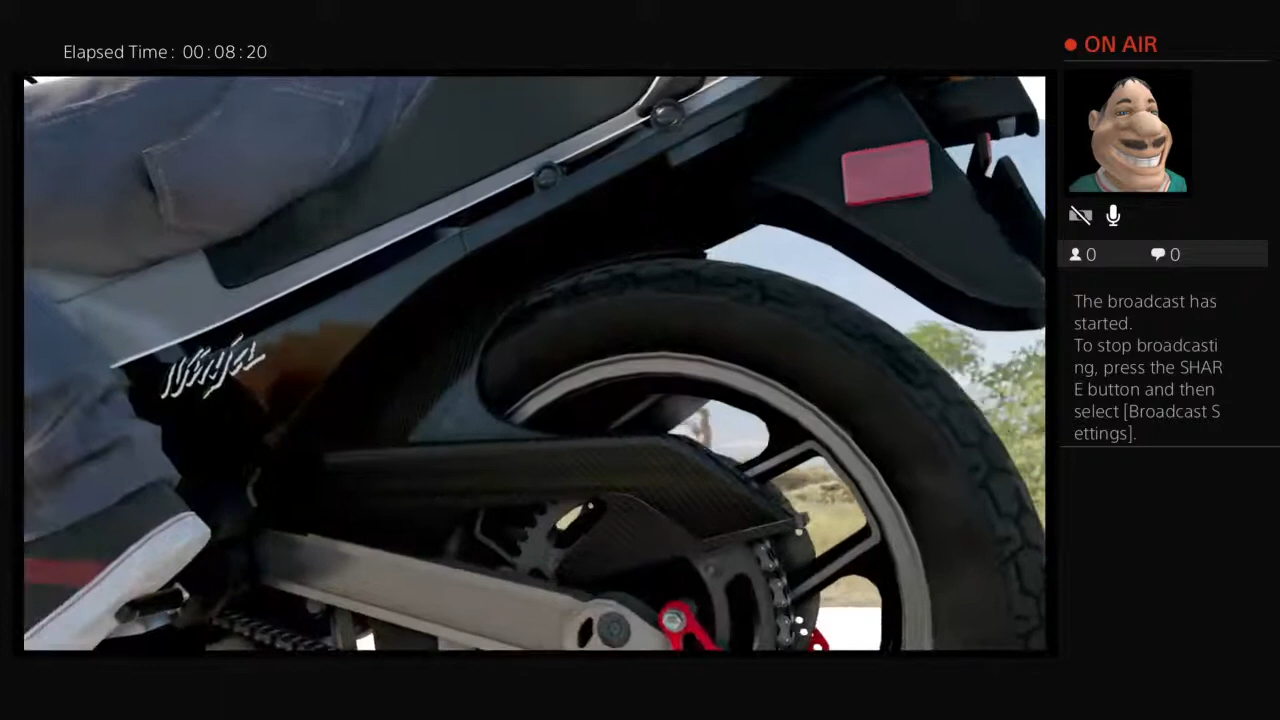 Elapsed Time: 00:08:20
ON AIR
0 0
The broadcast has
started.
To stop broadcasti
ng, press the SHAR
E button and then
select [Broadcast S
ettings].
Ninja